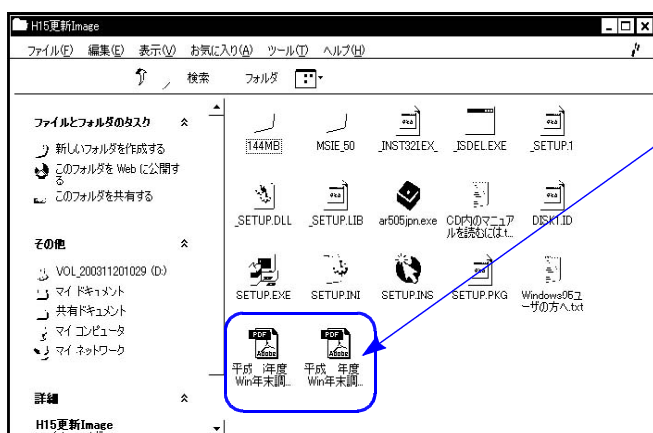 H15更新Image
ファイル(F) 編集(E) 表示(V) お気に入り(A) ツール(T) ヘルプ(H)
検索 フォルダ
ファイルとフォルダのタスク
新しいフォルダを作成する
このフォルダを Web に公開する
このフォルダを共有する
その他
VOL_200311201029 (D:)
マイ ドキュメント
共有ドキュメント
マイ コンピュータ
マイ ネットワーク
詳細
H15更新Image
144MB
MSIE_50
_INST32I.EX_
_ISDEL.EXE
_SETUP.1
_SETUP.DLL
_SETUP.LIB
ar505jpn.exe
CD内のマニュアルを読むには.t...
DISK1.ID
SETUP.EXE
SETUP.INI
SETUP.INS
SETUP.PKG
Windows95ユーザの方へ.txt
PDF
Adobe
平成 年度
Win年末調...
PDF
Adobe
平成 年度
Win年末調...